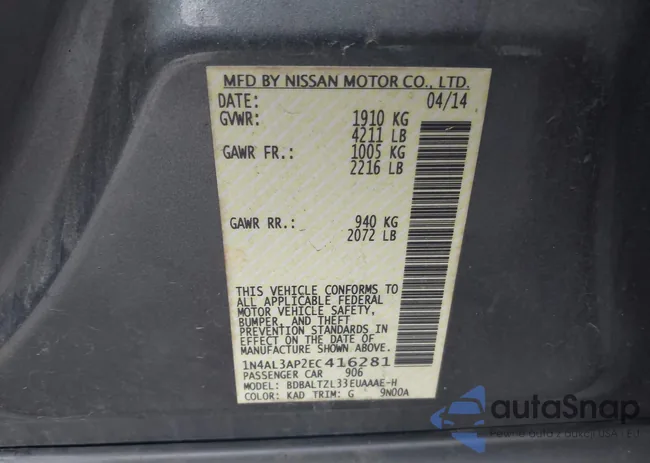 MFD BY NISSAN MOTOR CO., LTD.
DATE: 04/14
GVWR: 1910 KG
4211 LB
GAWR FR.: 1005 KG
2216 LB
GAWR RR.: 940 KG
2072 LB
THIS VEHICLE CONFORMS TO
ALL APPLICABLE FEDERAL
MOTOR VEHICLE SAFETY,
BUMPER, AND THEFT
PREVENTION STANDARDS IN
EFFECT ON THE DATE OF
MANUFACTURE SHOWN ABOVE.
1N4AL3AP2EC416281
PASSENGER CAR 906
MODEL: BDBALTZL33EUAAAE-H
COLOR: KAD TRIM: G 9N00A
autoSnap